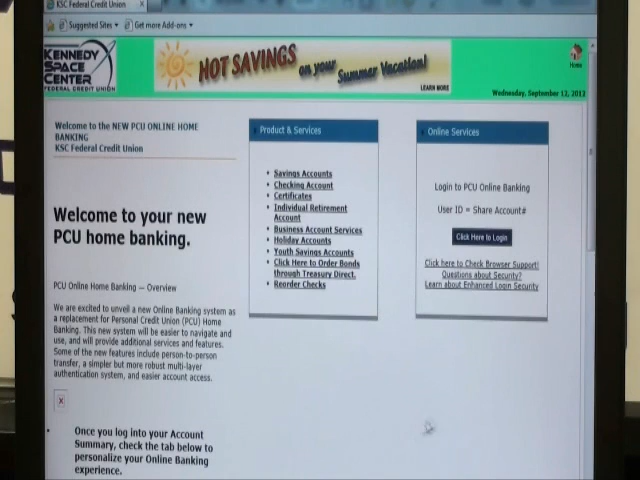 KSC Federal Credit Union
Suggested Sites
Get more Add-ons
KENNEDY
SPACE
CENTER
FEDERAL CREDIT UNION
HOT SAVINGS on your Summer Vacation!
LEARN MORE
Home
Wednesday, September 12, 2012
Welcome to the NEW PCU ONLINE HOME
BANKING
KSC Federal Credit Union
Welcome to your new
PCU home banking.
PCU Online Home Banking — Overview
We are excited to unveil a new Online Banking system as
a replacement for Personal Credit Union (PCU) Home
Banking. This new system will be easier to navigate and
use, and will provide additional services and features.
Some of the new features include person-to-person
transfer, a simpler but more robust multi-layer
authentication system, and easier account access.
• Once you log into your Account
Summary, check the tab below to
personalize your Online Banking
experience.
Product & Services
• Savings Accounts
• Checking Account
• Certificates
• Individual Retirement
Account
• Business Account Services
• Holiday Accounts
• Youth Savings Accounts
• Click Here to Order Bonds
through Treasury Direct.
• Reorder Checks
Online Services
Login to PCU Online Banking
User ID = Share Account#
Click Here to Login
Click here to Check Browser Support!
Questions about Security?
Learn about Enhanced Login Security